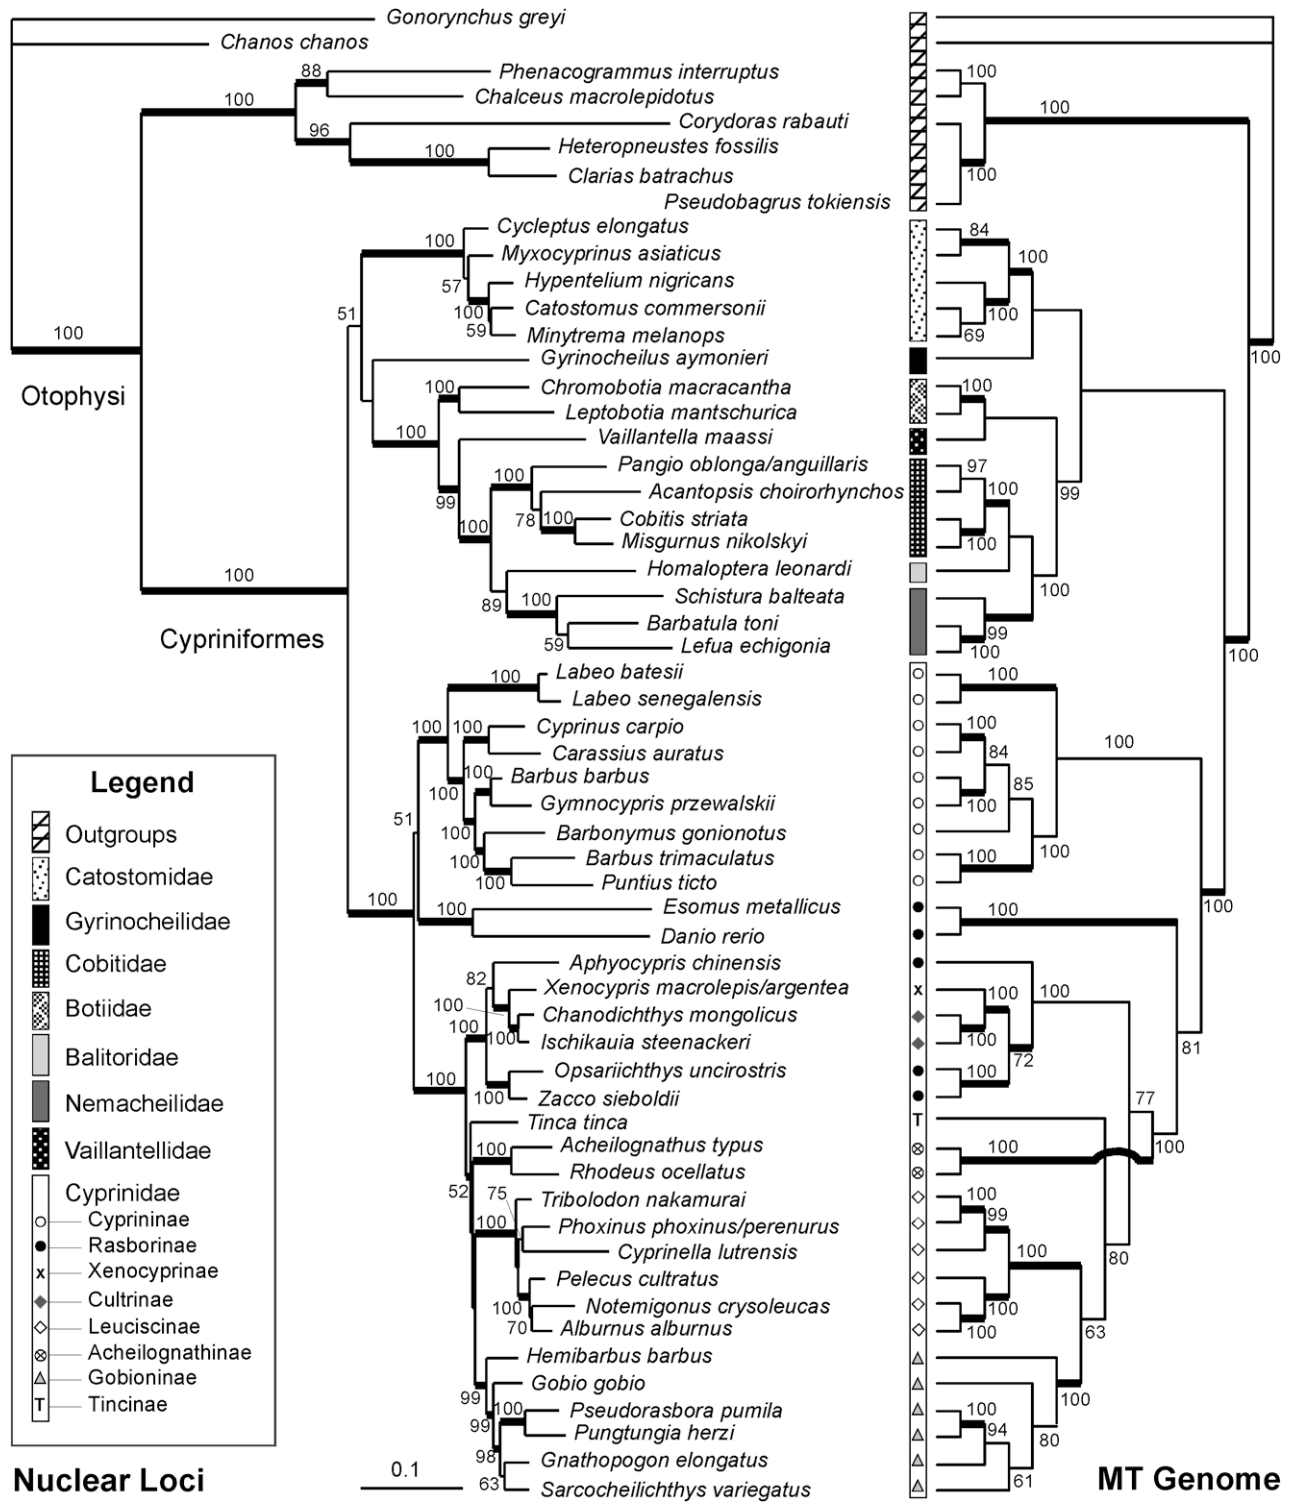 Gonorynchus greyi
Chanos chanos
88
Phenacogrammus interruptus
100
100
Chalceus macrolepidotus
100
100
96
Corydoras rabauti
100
Heteropneustes fossilis
Clarias batrachus
100
Pseudobagrus tokiensis
Cycleptus elongatus
84
100
Myxocyprinus asiaticus
100
57
Hypentelium nigricans
51
100
Catostomus commersonii
100
59
Minytrema melanops
69
100
Gyrinocheilus aymonieri
100
Otophysi
100
Chromobotia macracantha
100
Leptobotia mantschurica
100
Vaillantella maassi
Pangio oblonga/anguillaris
97
100
Acantopsis choirorhynchos
100
99
99
78
100
Cobitis striata
100
Misgurnus nikolskyi
100
100
Homaloptera leonardi
100
Schistura balteata
100
89
100
Barbatula toni
99
Cypriniformes
59
Lefua echigonia
100
100
Labeo batesii
100
100
Labeo senegalensis
100
100
Cyprinus carpio
100
Carassius auratus
84
100
100
Barbus barbus
85
100
Gymnocypris przewalskii
100
51
100
Barbonymus gonionotus
100
100
Barbus trimaculatus
100
100
Puntius ticto
100
100
Esomus metallicus
100
100
Danio rerio
Aphyocypris chinensis
82
Xenocypris macrolepis/argentea
100
100
100
Chanodichthys mongolicus
100
100
Ischikauia steenackeri
100
81
72
Opsariichthys uncirostris
100
100
100
Zacco sieboldii
77
Tinca tinca
T
100
Acheilognathus typus
100
100
Rhodeus ocellatus
52
75
Tribolodon nakamurai
100
100
Phoxinus phoxinus/perenurus
99
Cyprinella lutrensis
100
80
Pelecus cultratus
100
Notemigonus crysoleucas
100
70
Alburnus alburnus
100
63
Hemibarbus barbus
99
Gobio gobio
100
100
Pseudorasbora pumila
100
99
Pungtungia herzi
94
80
98
Gnathopogon elongatus
63
Sarcocheilichthys variegatus
61
x
Legend
Outgroups
Catostomidae
Gyrinocheilidae
Cobitidae
Botiidae
Balitoridae
Nemacheilidae
Vaillantellidae
Cyprinidae
Cyprininae
Rasborinae
x Xenocyprinae
Cultrinae
Leuciscinae
Acheilognathinae
Gobioninae
T Tincinae
Nuclear Loci
0.1
MT Genome